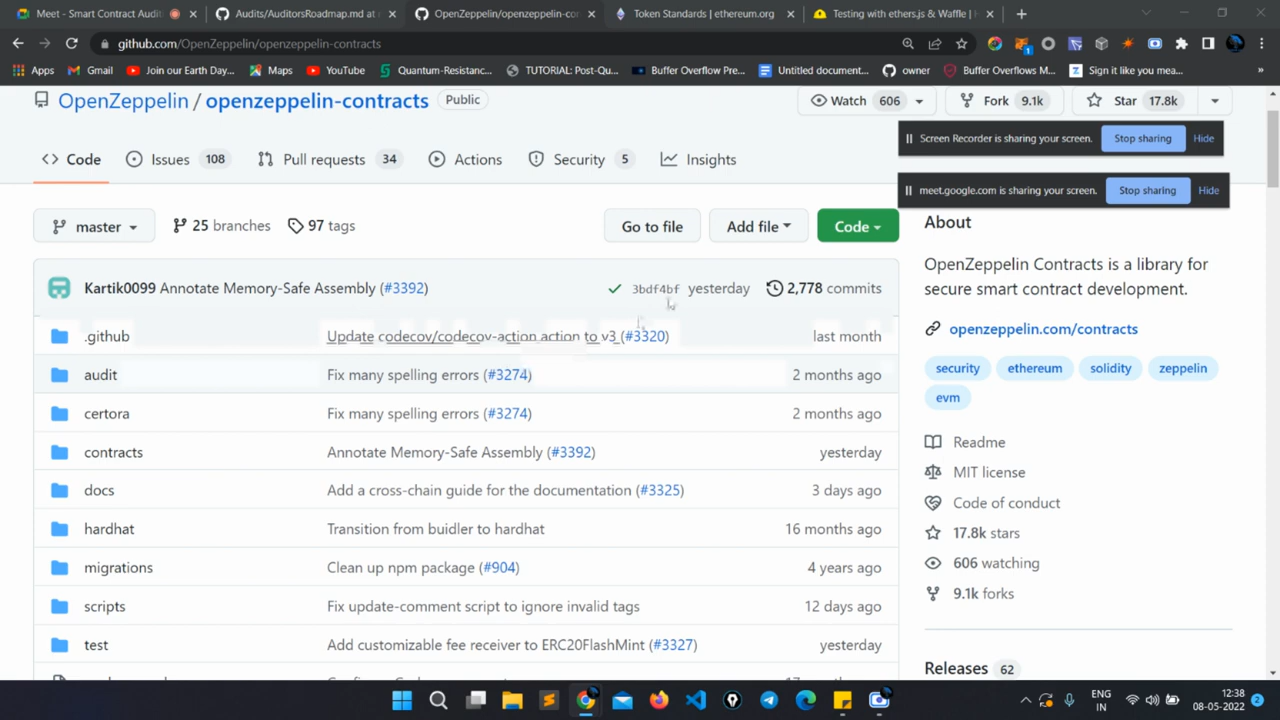 Meet - Smart Contract Audit
Audits/AuditorsRoadmap.md at
OpenZeppelin/openzeppelin-con
Token Standards | ethereum.org
Testing with ethers.js & Waffle |
github.com/OpenZeppelin/openzeppelin-contracts
Apps
Gmail
Join our Earth Day...
Maps
YouTube
Quantum-Resistanc...
TUTORIAL: Post-Qu...
Buffer Overflow Pre...
Untitled document...
owner
Buffer Overflows M...
Sign it like you mea...
»
OpenZeppelin / openzeppelin-contracts Public
Watch 606
Fork 9.1k
Star 17.8k
Screen Recorder is sharing your screen. Stop sharing Hide
Code
Issues 108
Pull requests 34
Actions
Security 5
Insights
meet.google.com is sharing your screen. Stop sharing Hide
master
25 branches
97 tags
Go to file
Add file
Code
About
OpenZeppelin Contracts is a library for
secure smart contract development.
openzeppelin.com/contracts
security ethereum solidity zeppelin
evm
Readme
MIT license
Code of conduct
17.8k stars
606 watching
9.1k forks
Releases 62
Kartik0099 Annotate Memory-Safe Assembly (#3392) 3bdf4bf yesterday 2,778 commits
.github Update codecov/codecov-action action to v3 (#3320) last month
audit Fix many spelling errors (#3274) 2 months ago
certora Fix many spelling errors (#3274) 2 months ago
contracts Annotate Memory-Safe Assembly (#3392) yesterday
docs Add a cross-chain guide for the documentation (#3325) 3 days ago
hardhat Transition from buidler to hardhat 16 months ago
migrations Clean up npm package (#904) 4 years ago
scripts Fix update-comment script to ignore invalid tags 12 days ago
test Add customizable fee receiver to ERC20FlashMint (#3327) yesterday
ENG
IN
12:38
08-05-2022
2